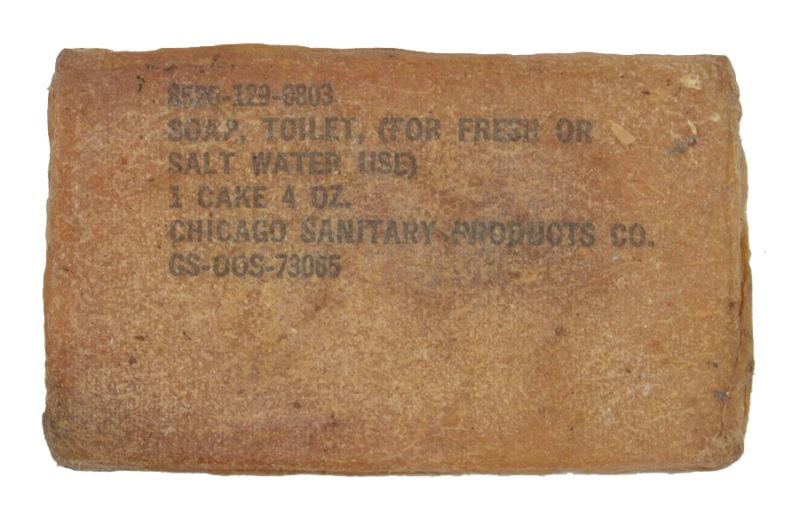 8520-129-0803
SOAP, TOILET, (FOR FRESH OR
SALT WATER USE)
1 CAKE 4 OZ.
CHICAGO SANITARY PRODUCTS CO.
GS-OOS-73065